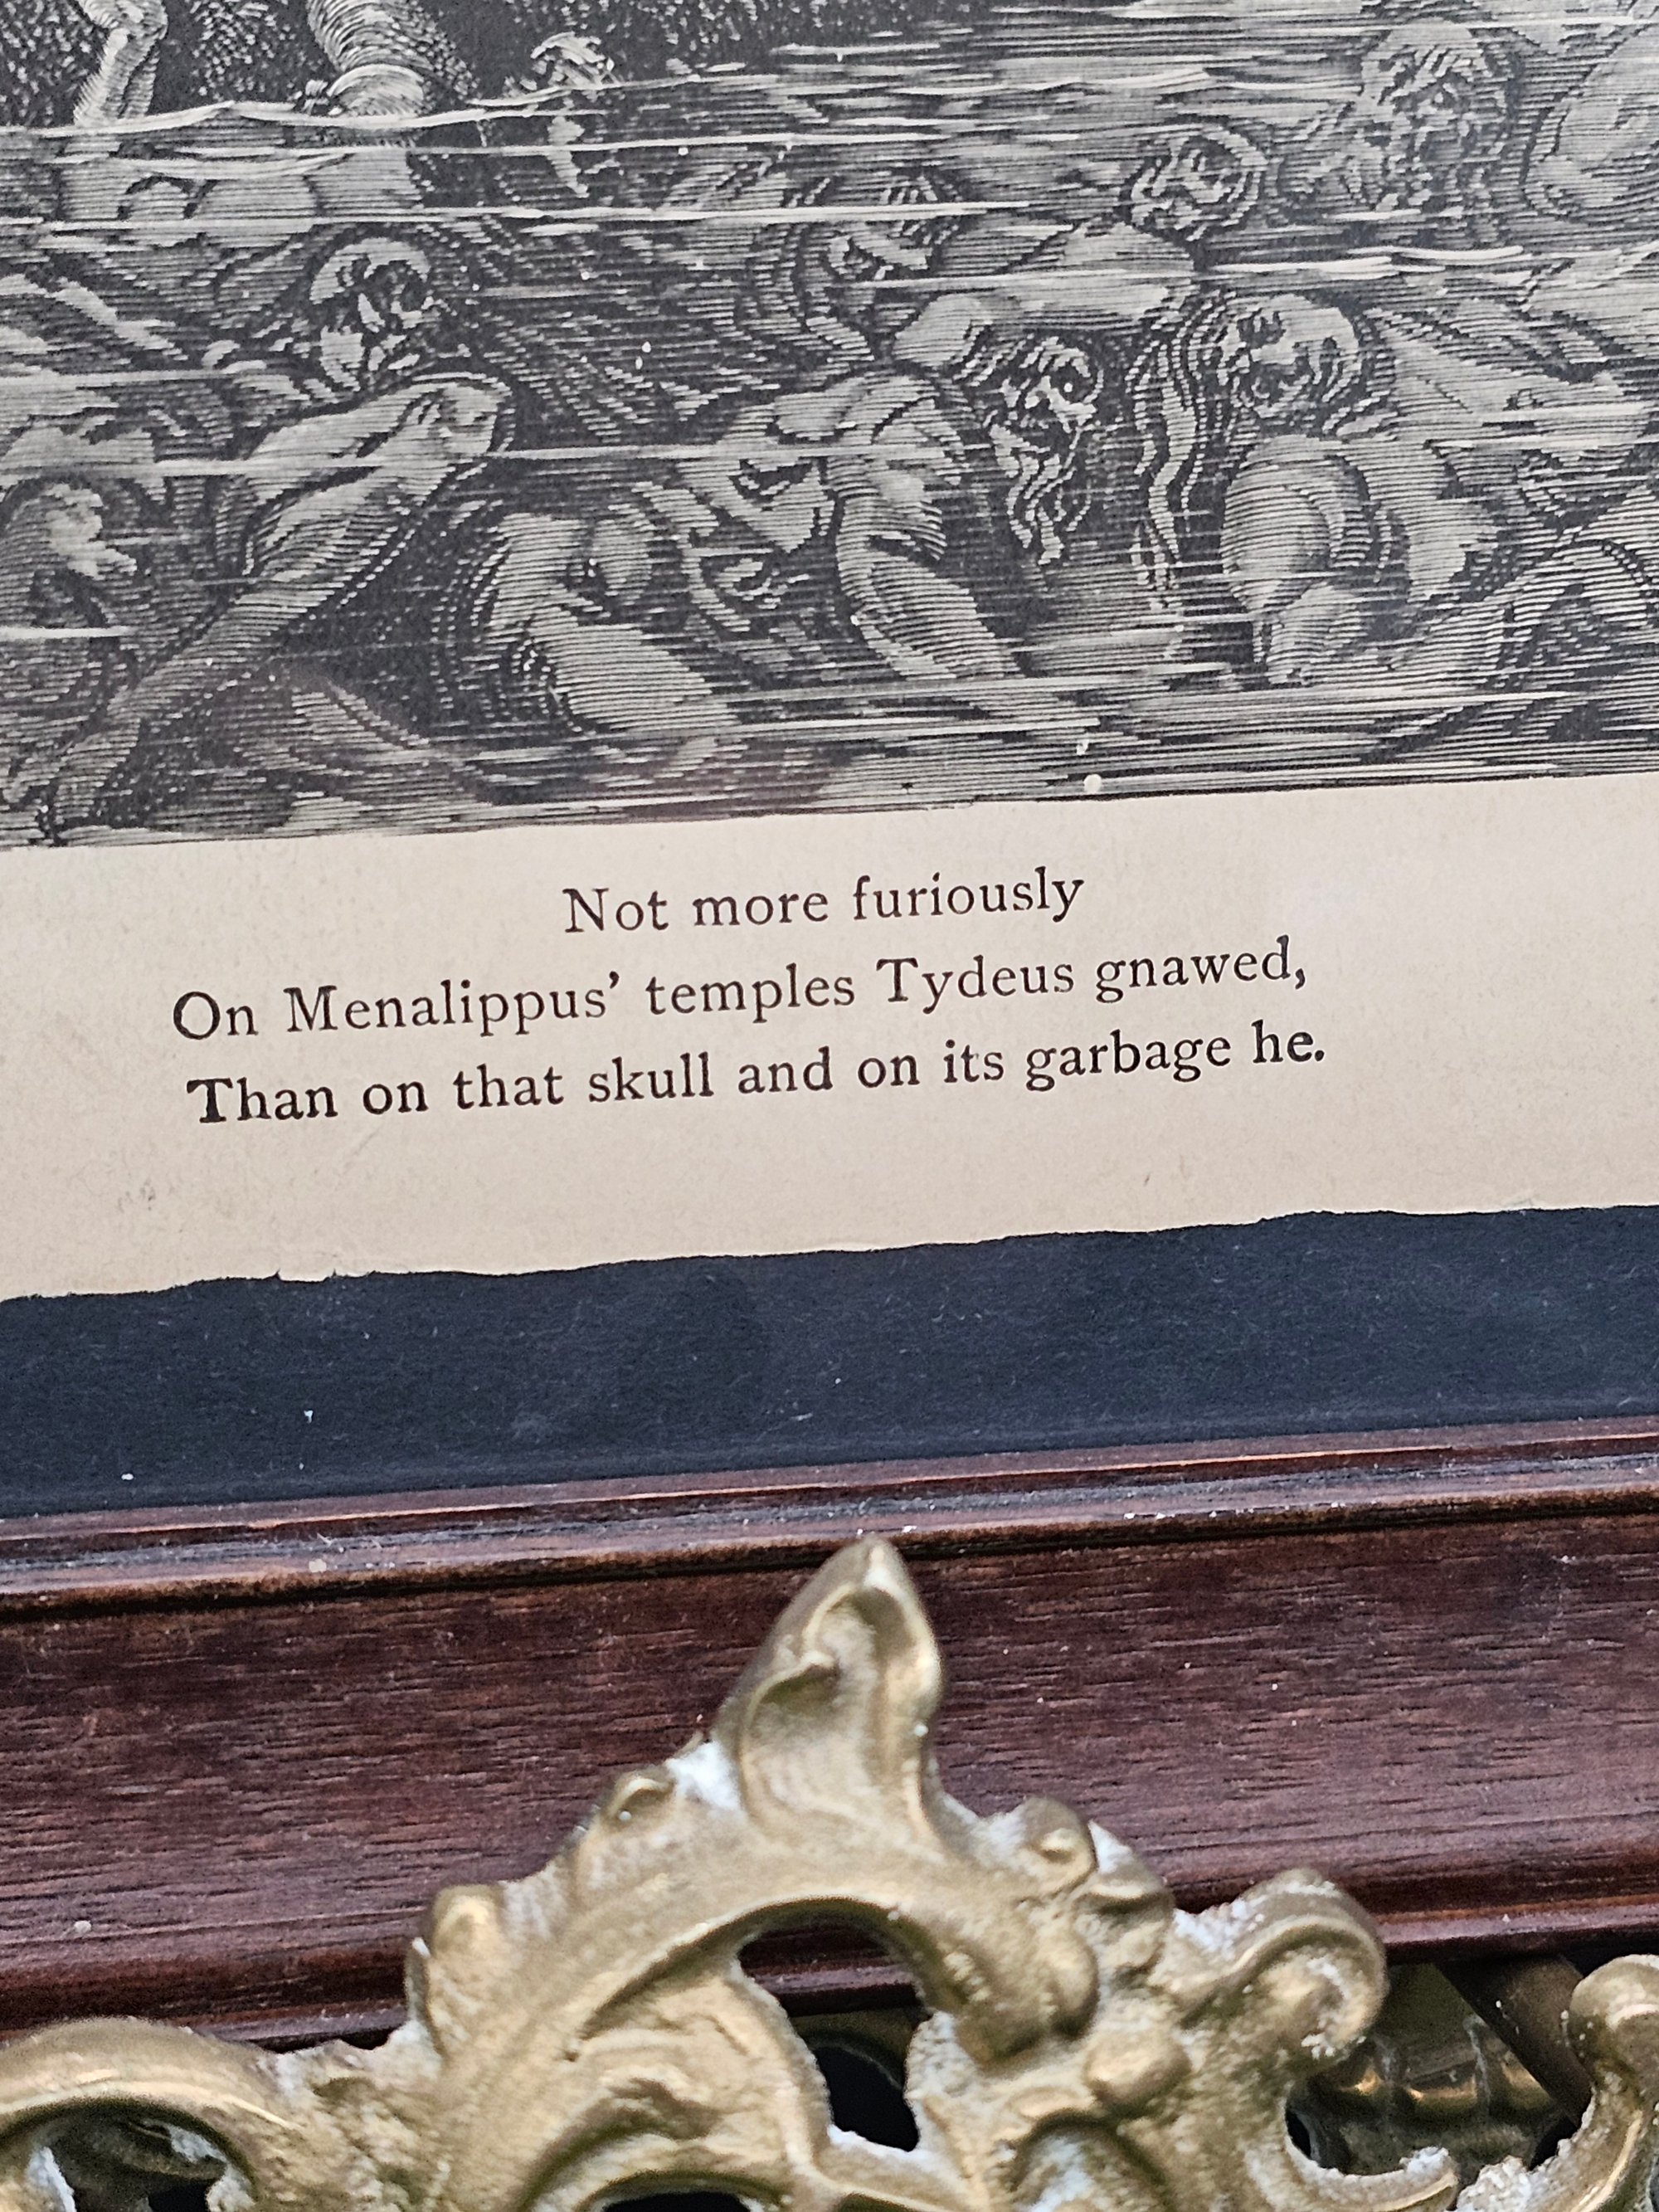 Not more furiously
On Menalippus’ temples Tydeus gnawed,
Than on that skull and on its garbage he.